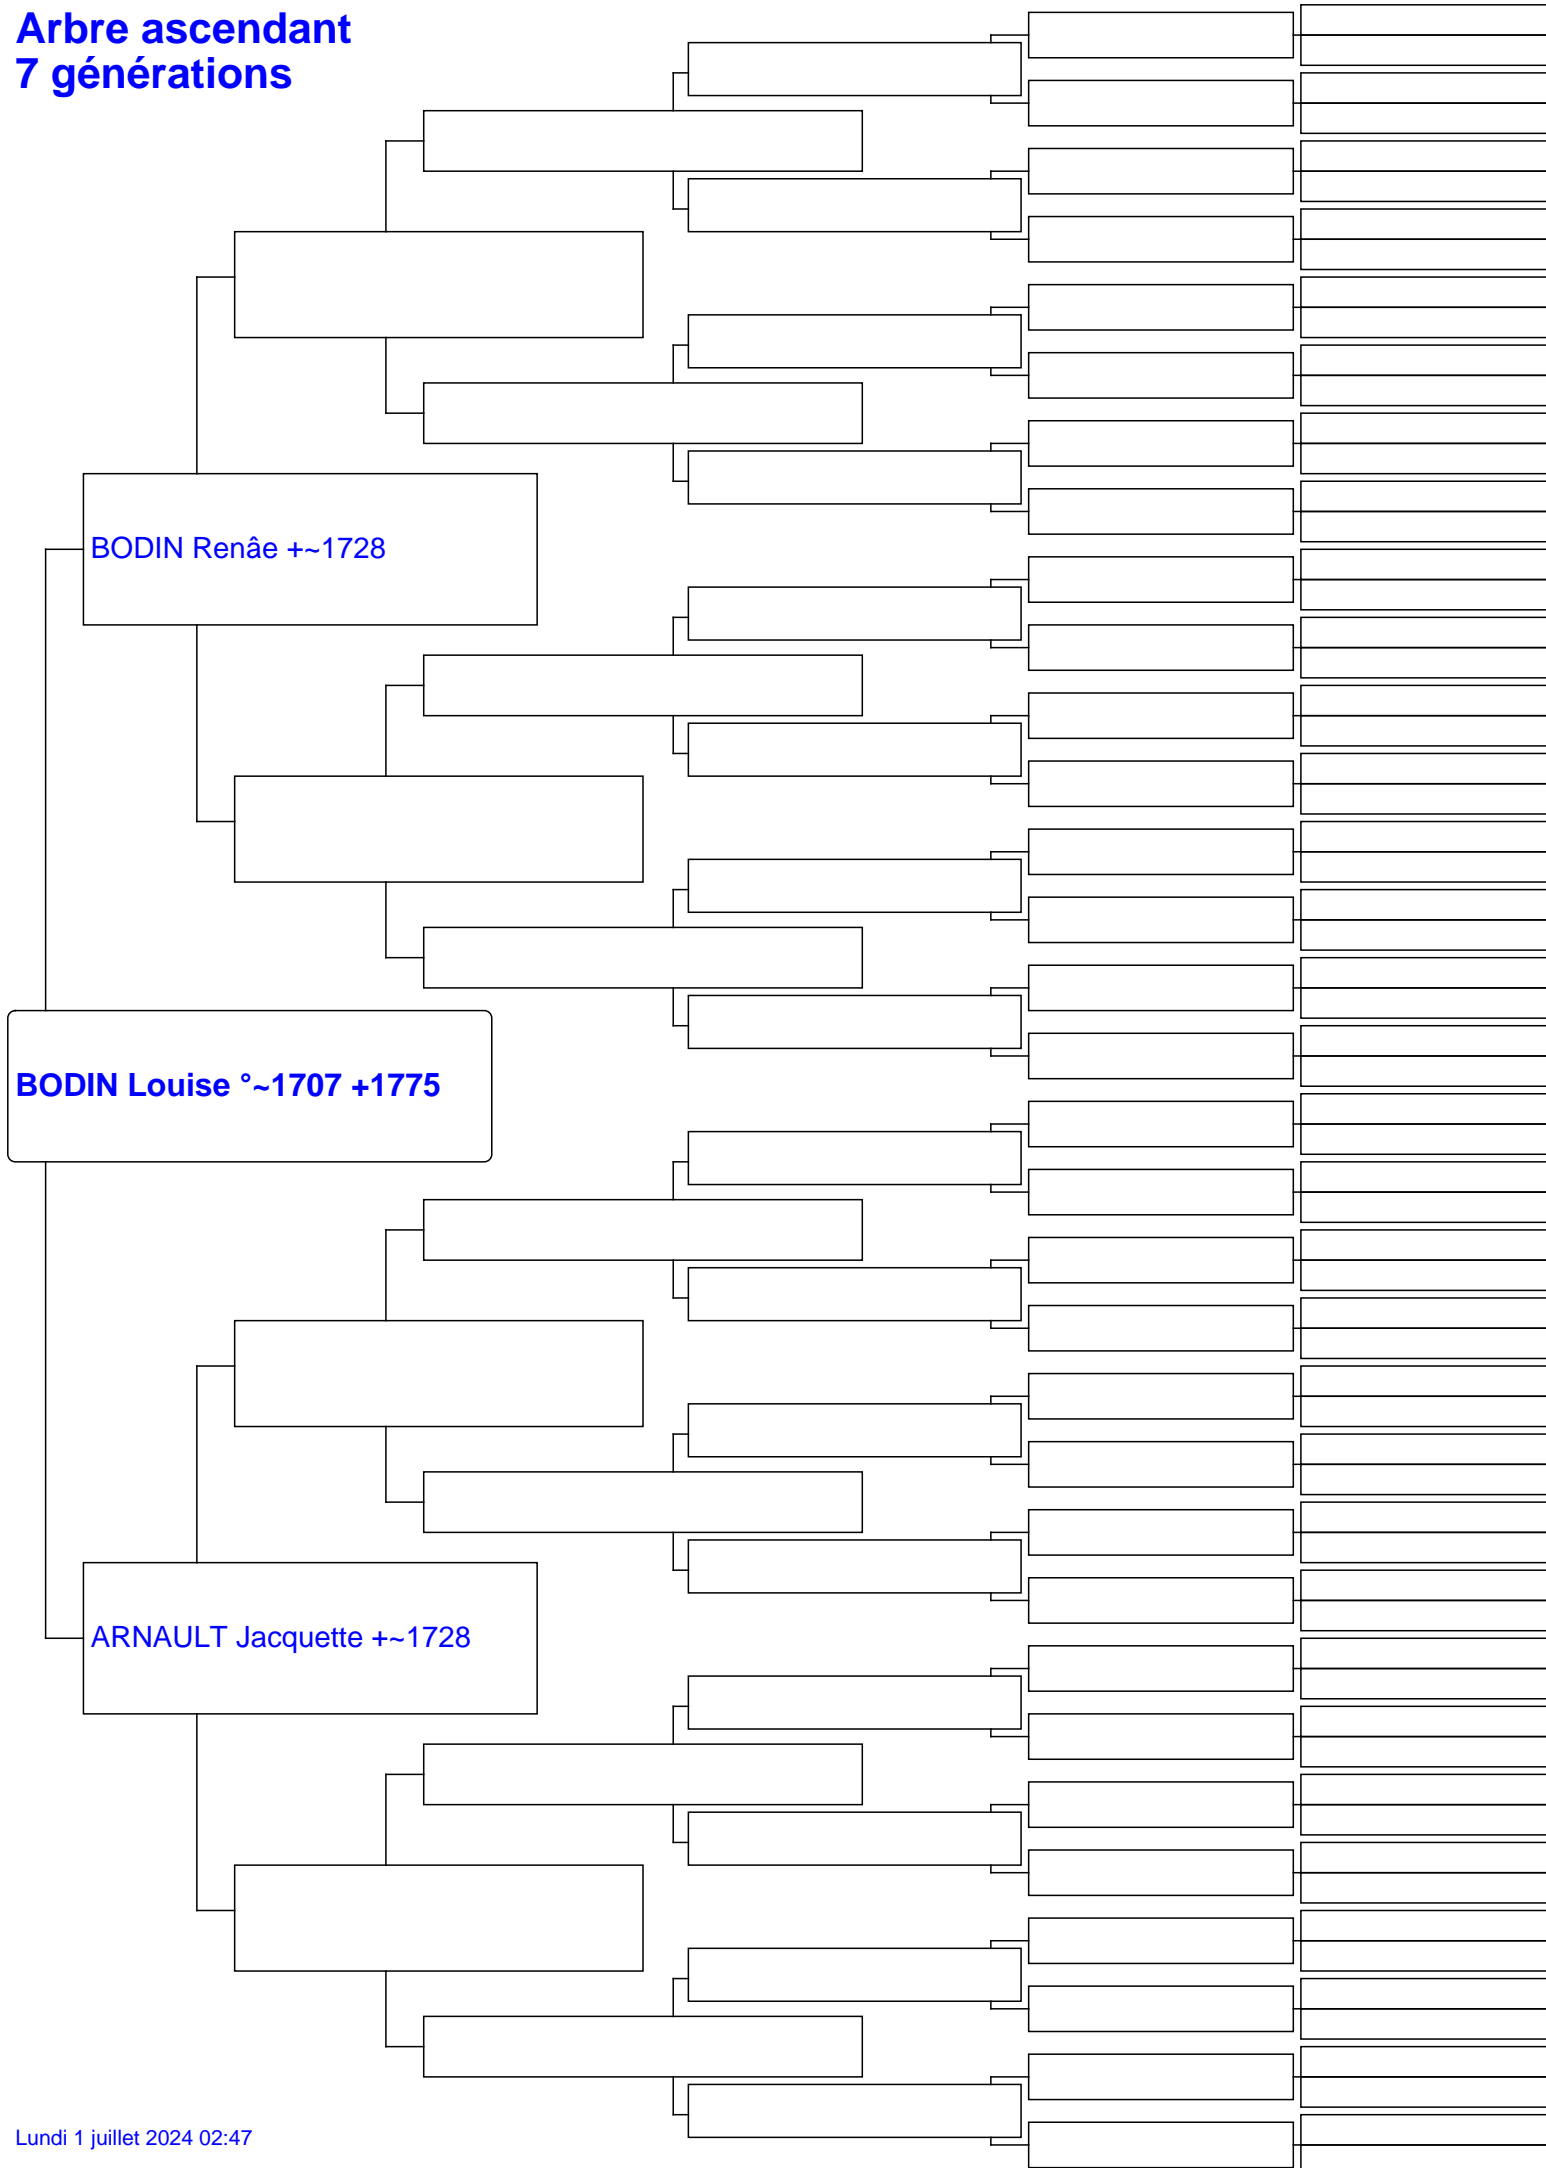 Arbre ascendant
7 générations
BODIN Renâe +~1728
BODIN Louise °~1707 +1775
ARNAULT Jacquette +~1728
Lundi 1 juillet 2024 02:47